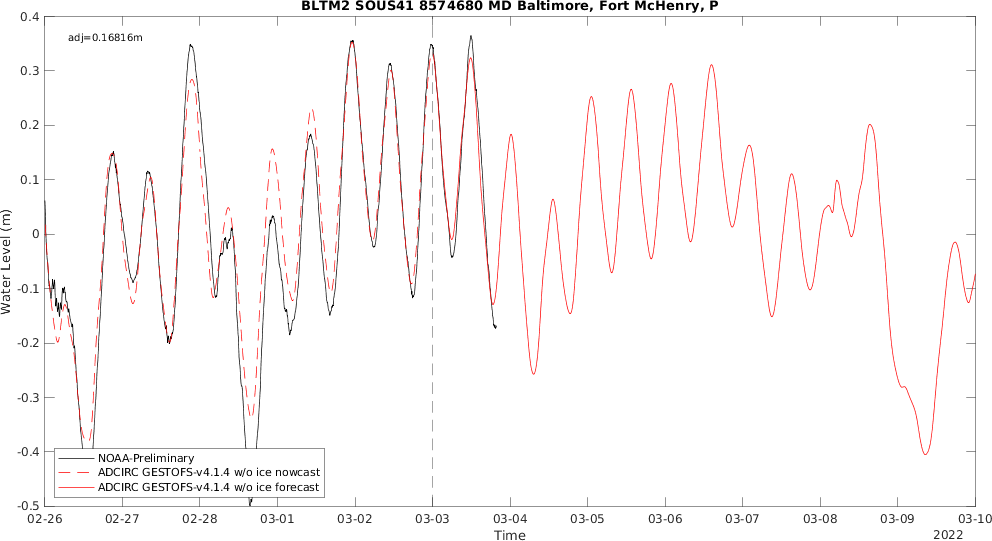 BLTM2 SOUS41 8574680 MD Baltimore, Fort McHenry, P
adj=0.16816m
0.4
0.3
0.2
0.1
0
-0.1
-0.2
-0.3
-0.4
-0.5
Water Level (m)
NOAA-Preliminary
ADCIRC GESTOFS-v4.1.4 w/o ice nowcast
ADCIRC GESTOFS-v4.1.4 w/o ice forecast
02-26 02-27 02-28 03-01 03-02 03-03 03-04 03-05 03-06 03-07 03-08 03-09 03-10
Time
2022